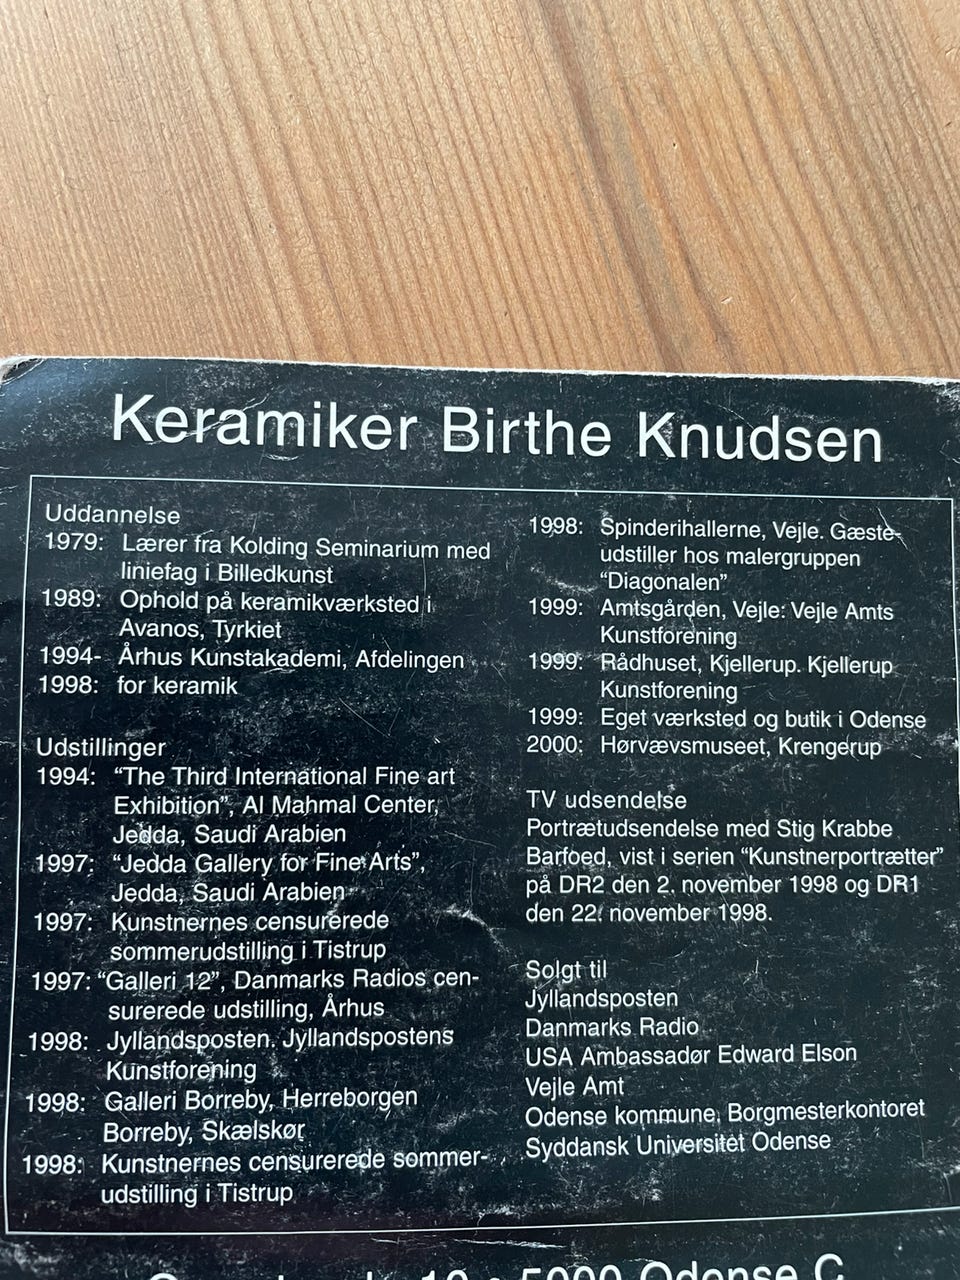 Keramiker Birthe Knudsen
Uddannelse
1979: Lærer fra Kolding Seminarium med
liniefag i Billedkunst
1989: Ophold på keramikværksted i
Avanos, Tyrkiet
1994- Århus Kunstakademi, Afdelingen
1998: for keramik
Udstillinger
1994: “The Third International Fine art
Exhibition”, Al Mahmal Center,
Jedda, Saudi Arabien
1997: “Jedda Gallery for Fine Arts”,
Jedda, Saudi Arabien
1997: Kunstnernes censurerede
sommerudstilling i Tistrup
1997: “Galleri 12”, Danmarks Radios cen-
surerede udstilling, Århus
1998: Jyllandsposten. Jyllandspostens
Kunstforening
1998: Galleri Borreby, Herreborgen
Borreby, Skælskør
1998: Kunstnernes censurerede sommer-
udstilling i Tistrup
1998: Spinderihallerne, Vejle. Gæste-
udstiller hos malergruppen
“Diagonalen”
1999: Amtsgården, Vejle: Vejle Amts
Kunstforening
1999: Rådhuset, Kjellerup. Kjellerup
Kunstforening
1999: Eget værksted og butik i Odense
2000: Hørvævsmuseet, Krengerup
TV udsendelse
Portrætudsendelse med Stig Krabbe
Barfoed, vist i serien “Kunstnerportrætter”
på DR2 den 2. november 1998 og DR1
den 22. november 1998.
Solgt til
Jyllandsposten
Danmarks Radio
USA Ambassadør Edward Elson
Vejle Amt
Odense kommune, Borgmesterkontoret
Syddansk Universitet Odense
10 • 5000 Odense C